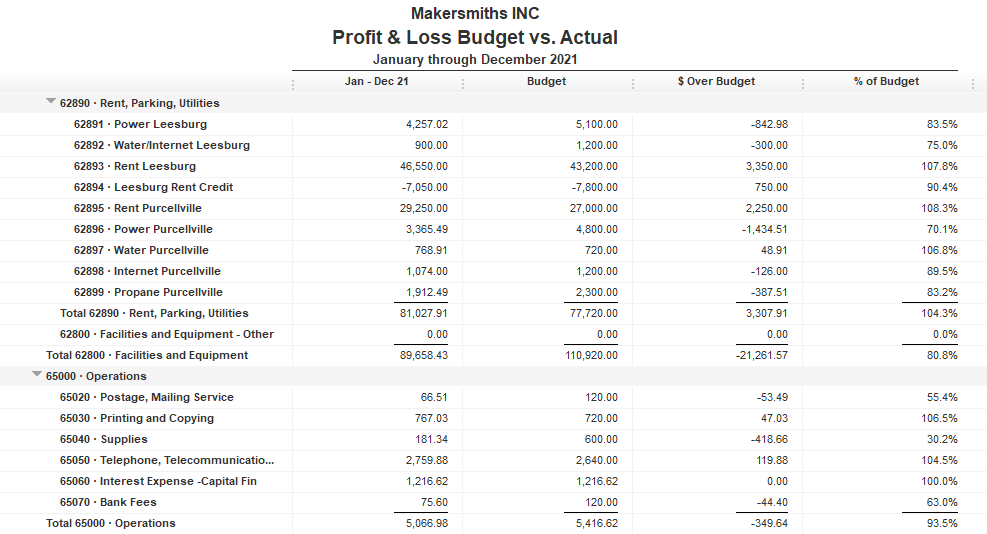 Makersmiths INC
Profit & Loss Budget vs. Actual
January through December 2021
Jan - Dec 21 Budget $ Over Budget % of Budget
62890 · Rent, Parking, Utilities
62891 · Power Leesburg 4,257.02 5,100.00 -842.98 83.5%
62892 · Water/Internet Leesburg 900.00 1,200.00 -300.00 75.0%
62893 · Rent Leesburg 46,550.00 43,200.00 3,350.00 107.8%
62894 · Leesburg Rent Credit -7,050.00 -7,800.00 750.00 90.4%
62895 · Rent Purcellville 29,250.00 27,000.00 2,250.00 108.3%
62896 · Power Purcellville 3,365.49 4,800.00 -1,434.51 70.1%
62897 · Water Purcellville 768.91 720.00 48.91 106.8%
62898 · Internet Purcellville 1,074.00 1,200.00 -126.00 89.5%
62899 · Propane Purcellville 1,912.49 2,300.00 -387.51 83.2%
Total 62890 · Rent, Parking, Utilities 81,027.91 77,720.00 3,307.91 104.3%
62800 · Facilities and Equipment - Other 0.00 0.00 0.00 0.0%
Total 62800 · Facilities and Equipment 89,658.43 110,920.00 -21,261.57 80.8%
65000 · Operations
65020 · Postage, Mailing Service 66.51 120.00 -53.49 55.4%
65030 · Printing and Copying 767.03 720.00 47.03 106.5%
65040 · Supplies 181.34 600.00 -418.66 30.2%
65050 · Telephone, Telecommunicatio... 2,759.88 2,640.00 119.88 104.5%
65060 · Interest Expense -Capital Fin 1,216.62 1,216.62 0.00 100.0%
65070 · Bank Fees 75.60 120.00 -44.40 63.0%
Total 65000 · Operations 5,066.98 5,416.62 -349.64 93.5%